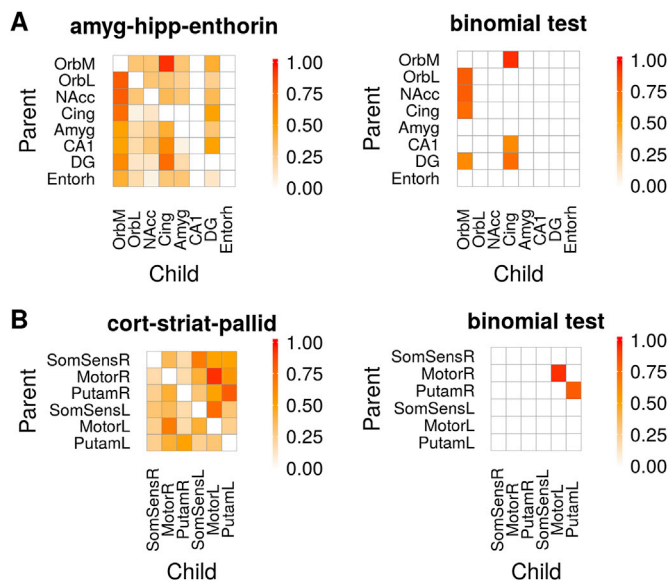 A
amyg-hipp-enthorin
binomial test
Parent
OrbM
OrbL
NAcc
Cing
Amyg
CA1
DG
Entorh
OrbM
OrbL
NAcc
Cing
Amyg
CA1
DG
Entorh
Child
1.00
0.75
0.50
0.25
0.00
Parent
OrbM
OrbL
NAcc
Cing
Amyg
CA1
DG
Entorh
OrbM
OrbL
NAcc
Cing
Amyg
CA1
DG
Entorh
Child
1.00
0.75
0.50
0.25
0.00
B
cort-striat-pallid
binomial test
Parent
SomSensR
MotorR
PutamR
SomSensL
MotorL
PutamL
SomSensR
MotorR
PutamR
SomSensL
MotorL
PutamL
Child
1.00
0.75
0.50
0.25
0.00
Parent
SomSensR
MotorR
PutamR
SomSensL
MotorL
PutamL
SomSensR
MotorR
PutamR
SomSensL
MotorL
PutamL
Child
1.00
0.75
0.50
0.25
0.00